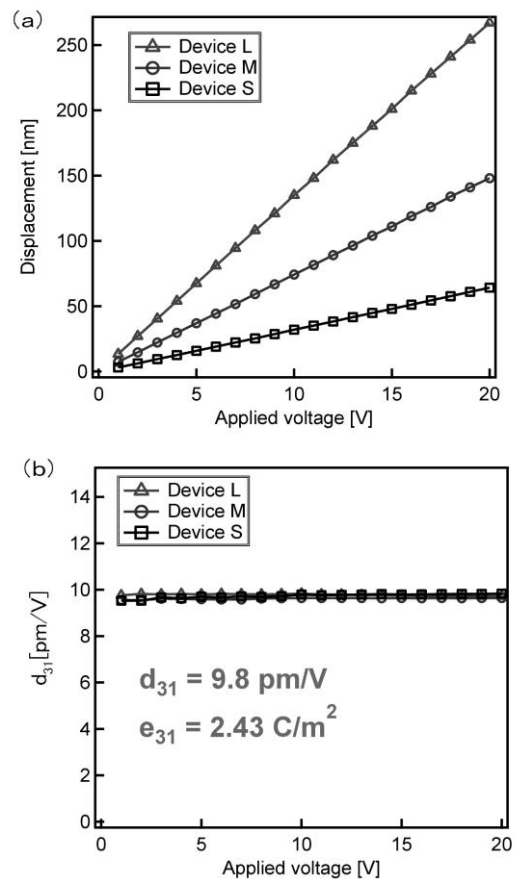 (a)
Device L
Device M
Device S
250
200
150
100
50
0
Displacement [nm]
0 5 10 15 20
Applied voltage [V]
(b)
Device L
Device M
Device S
14
12
10
8
6
4
2
0
d31[pm/V]
d31 = 9.8 pm/V
e31 = 2.43 C/m2
0 5 10 15 20
Applied voltage [V]